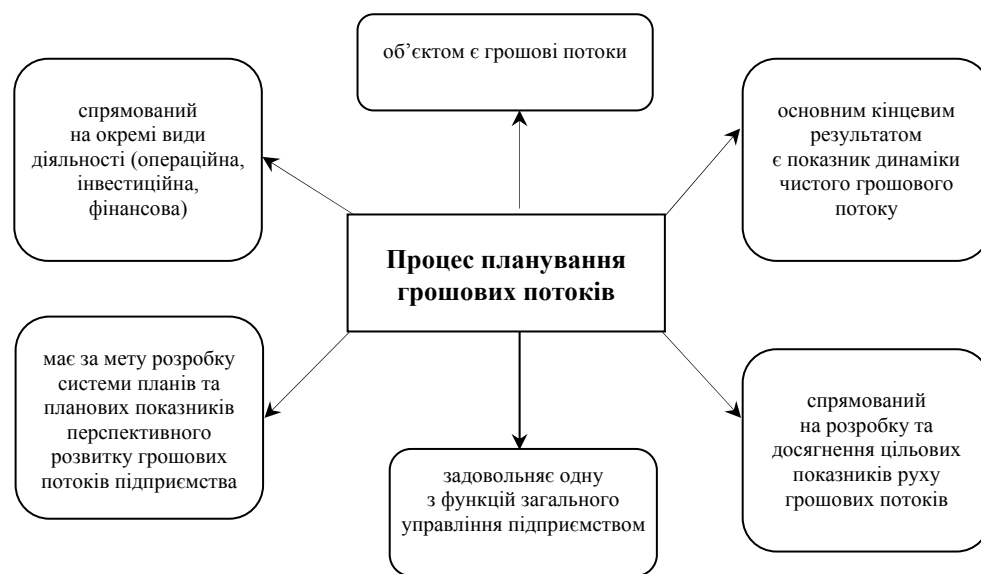 об’єктом є грошові потоки
спрямований
на окремі види
діяльності (операційна,
інвестиційна,
фінансова)
основним кінцевим
результатом
є показник динаміки
чистого грошового
потоку
Процес планування
грошових потоків
має за мету розробку
системи планів та
планових показників
перспективного
розвитку грошових
потоків підприємства
задовольняє одну
з функцій загального
управління підприємством
спрямований
на розробку та
досягнення цільових
показників руху
грошових потоків